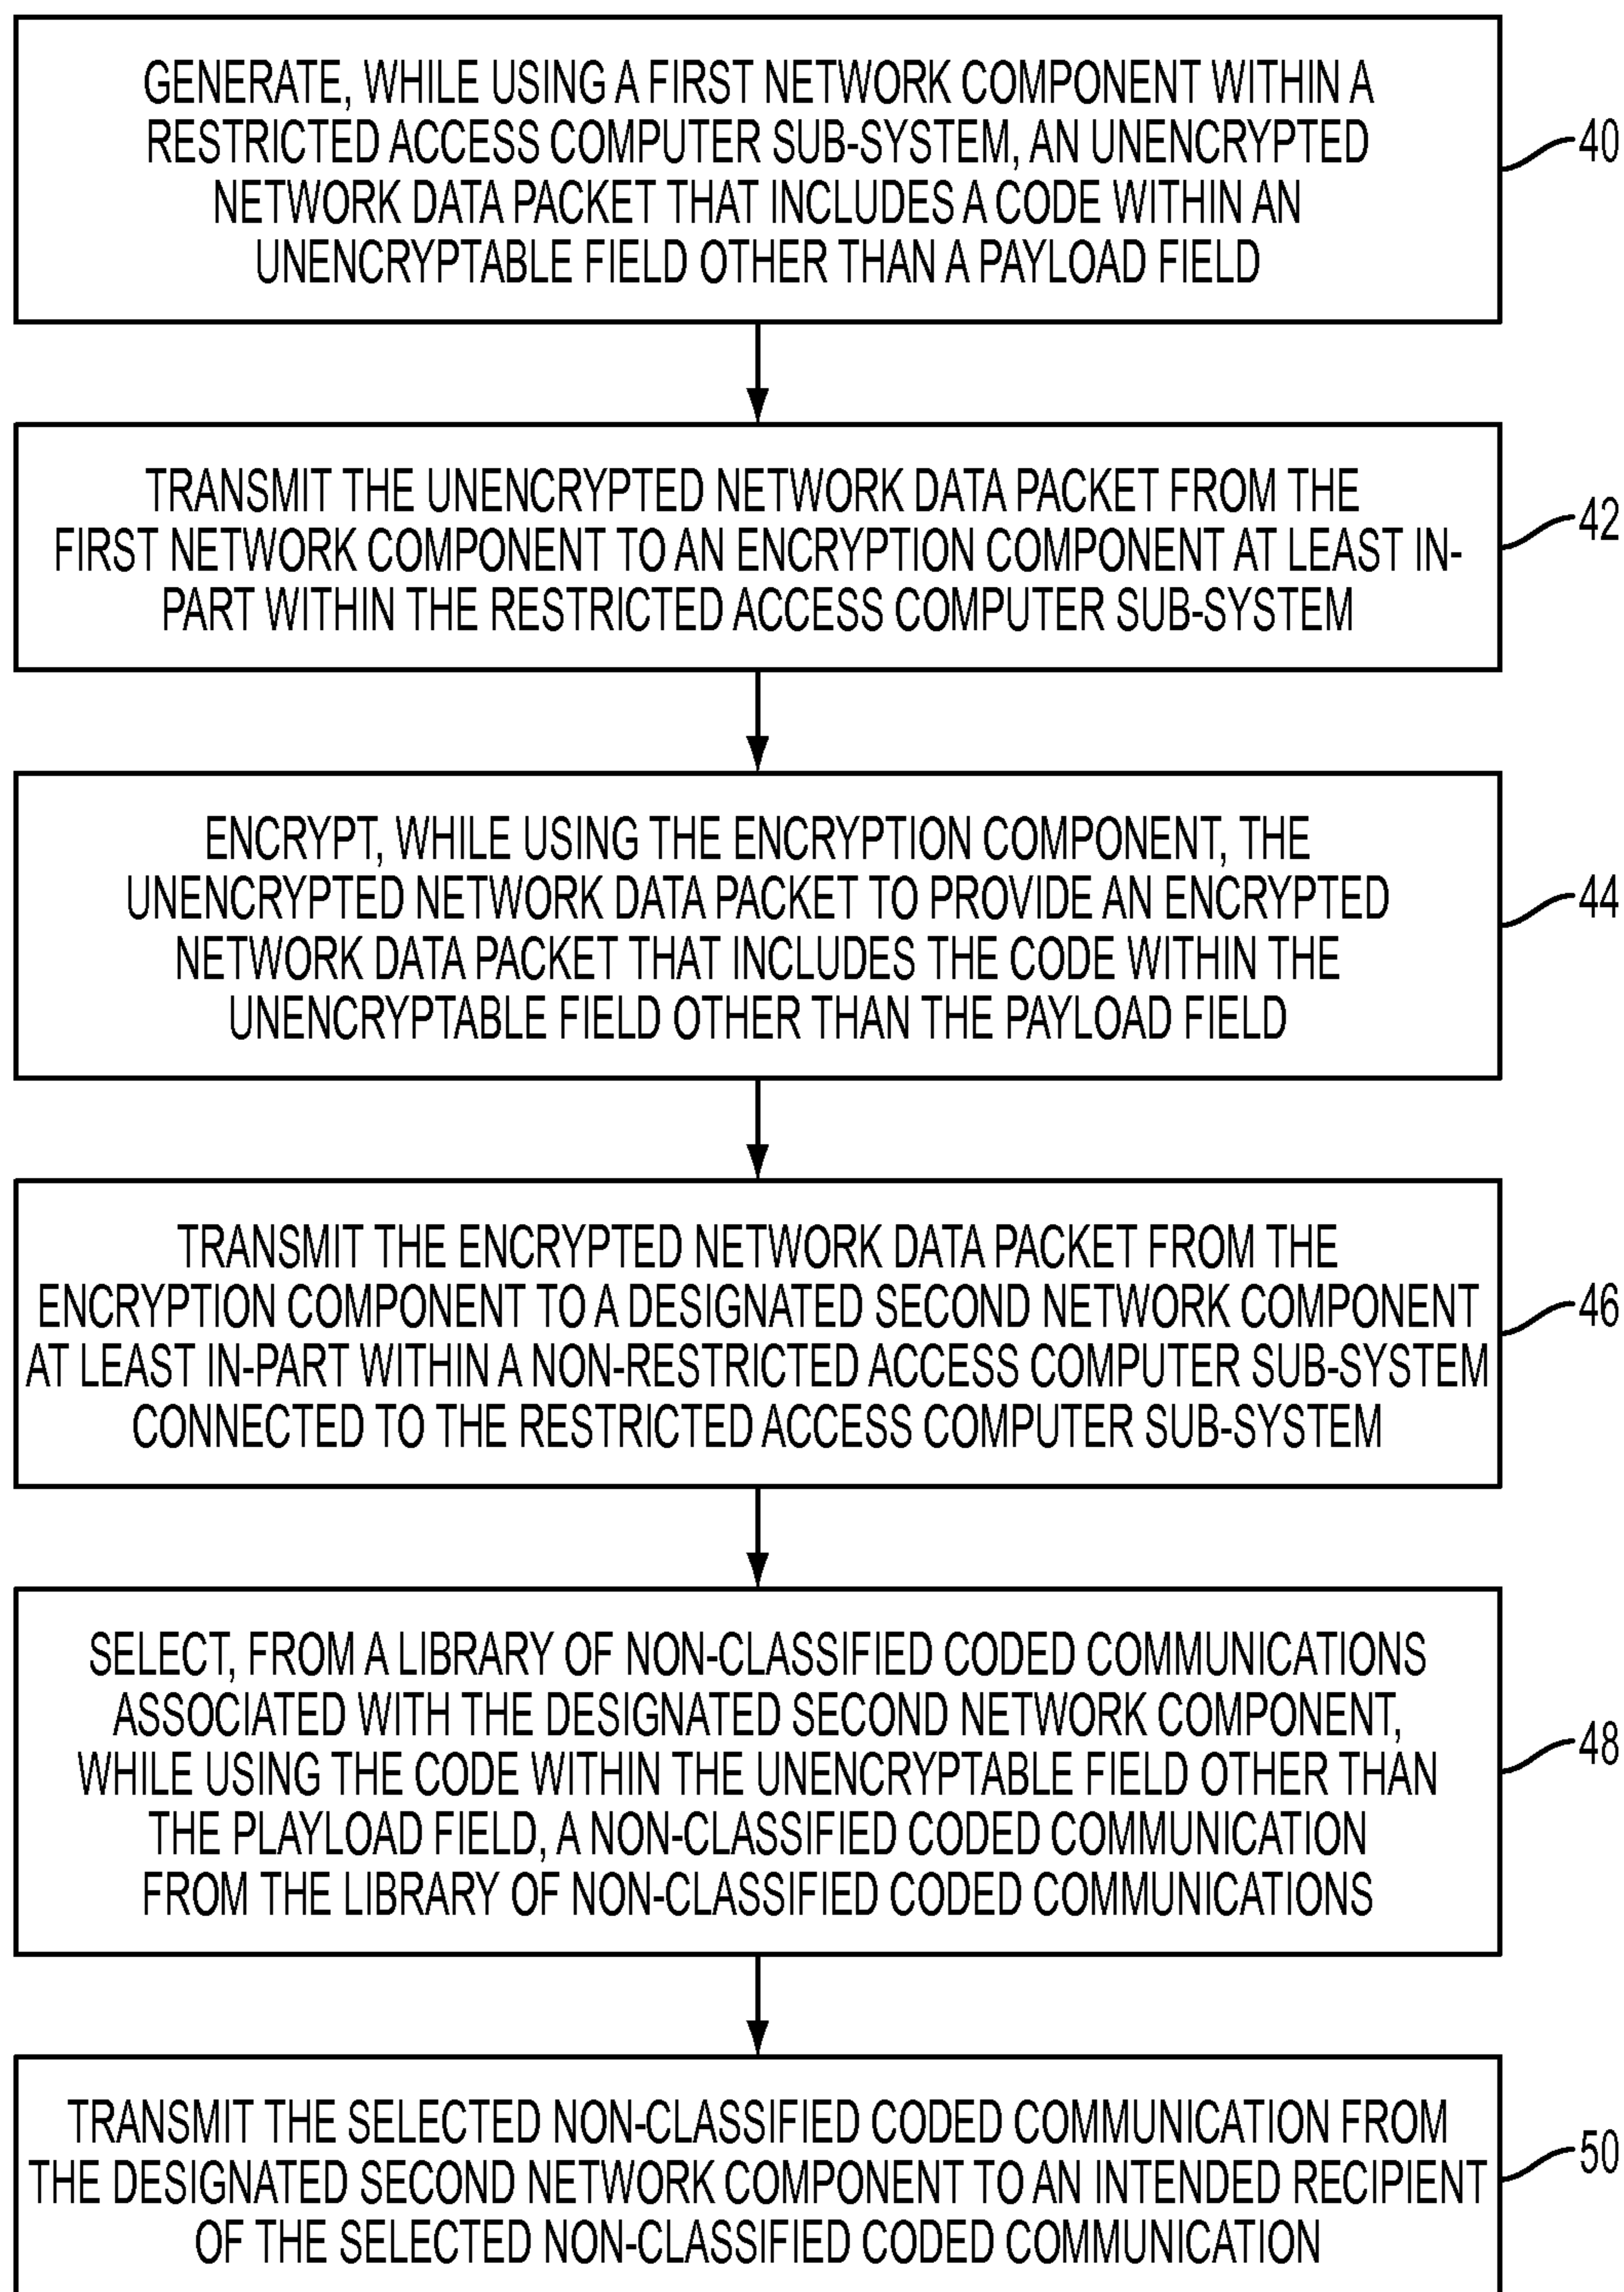 GENERATE, WHILE USING A FIRST NETWORK COMPONENT WITHIN A
RESTRICTED ACCESS COMPUTER SUB-SYSTEM, AN UNENCRYPTED
NETWORK DATA PACKET THAT INCLUDES A CODE WITHIN AN
UNENCRYPTABLE FIELD OTHER THAN A PAYLOAD FIELD
40
TRANSMIT THE UNENCRYPTED NETWORK DATA PACKET FROM THE
FIRST NETWORK COMPONENT TO AN ENCRYPTION COMPONENT AT LEAST IN-
PART WITHIN THE RESTRICTED ACCESS COMPUTER SUB-SYSTEM
42
ENCRYPT, WHILE USING THE ENCRYPTION COMPONENT, THE
UNENCRYPTED NETWORK DATA PACKET TO PROVIDE AN ENCRYPTED
NETWORK DATA PACKET THAT INCLUDES THE CODE WITHIN THE
UNENCRYPTABLE FIELD OTHER THAN THE PAYLOAD FIELD
44
TRANSMIT THE ENCRYPTED NETWORK DATA PACKET FROM THE
ENCRYPTION COMPONENT TO A DESIGNATED SECOND NETWORK COMPONENT
AT LEAST IN-PART WITHIN A NON-RESTRICTED ACCESS COMPUTER SUB-SYSTEM
CONNECTED TO THE RESTRICTED ACCESS COMPUTER SUB-SYSTEM
46
SELECT, FROM A LIBRARY OF NON-CLASSIFIED CODED COMMUNICATIONS
ASSOCIATED WITH THE DESIGNATED SECOND NETWORK COMPONENT,
WHILE USING THE CODE WITHIN THE UNENCRYPTABLE FIELD OTHER THAN
THE PLAYLOAD FIELD, A NON-CLASSIFIED CODED COMMUNICATION
FROM THE LIBRARY OF NON-CLASSIFIED CODED COMMUNICATIONS
48
TRANSMIT THE SELECTED NON-CLASSIFIED CODED COMMUNICATION FROM
THE DESIGNATED SECOND NETWORK COMPONENT TO AN INTENDED RECIPIENT
OF THE SELECTED NON-CLASSIFIED CODED COMMUNICATION
50